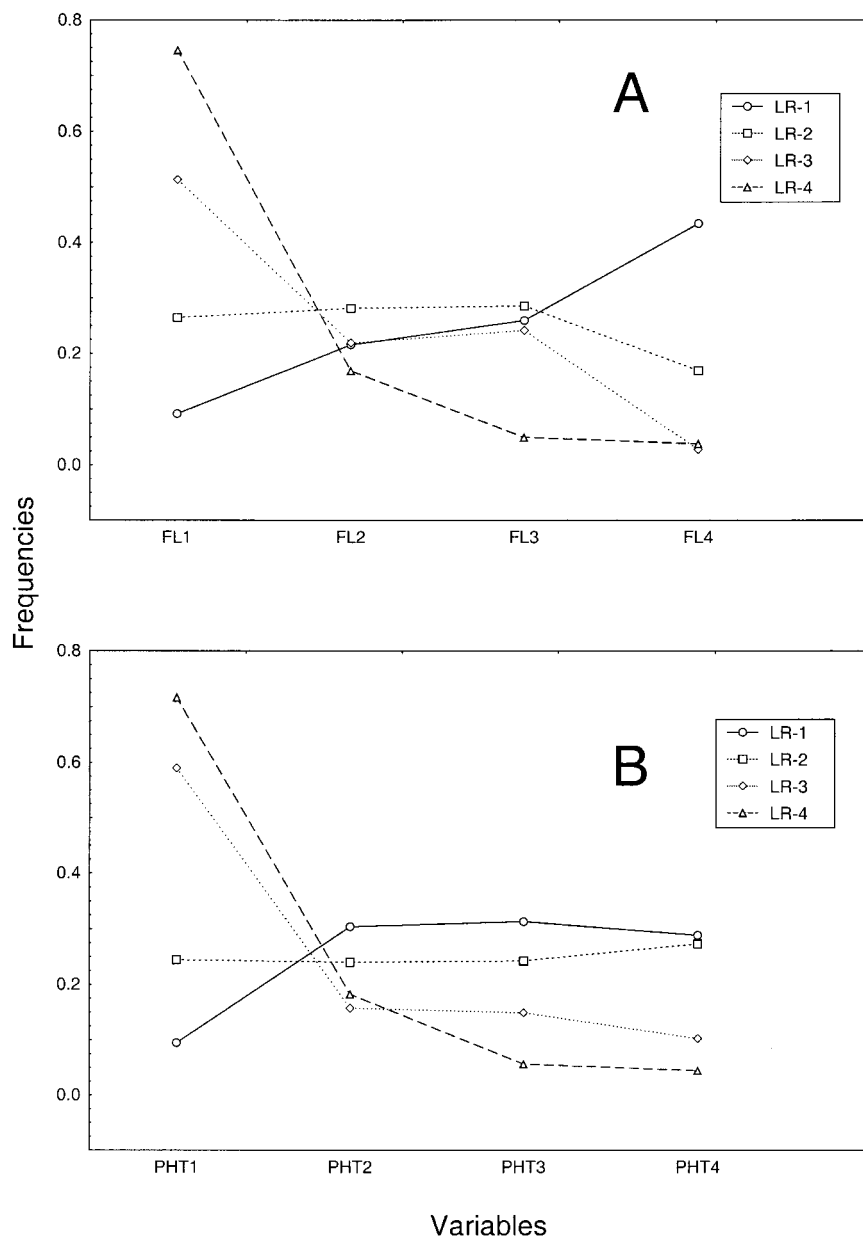 0.8
0.6
0.4
0.2
0.0
A
LR-1
LR-2
LR-3
LR-4
FL1 FL2 FL3 FL4
Frequencies
0.8
0.6
0.4
0.2
0.0
B
LR-1
LR-2
LR-3
LR-4
PHT1 PHT2 PHT3 PHT4
Variables